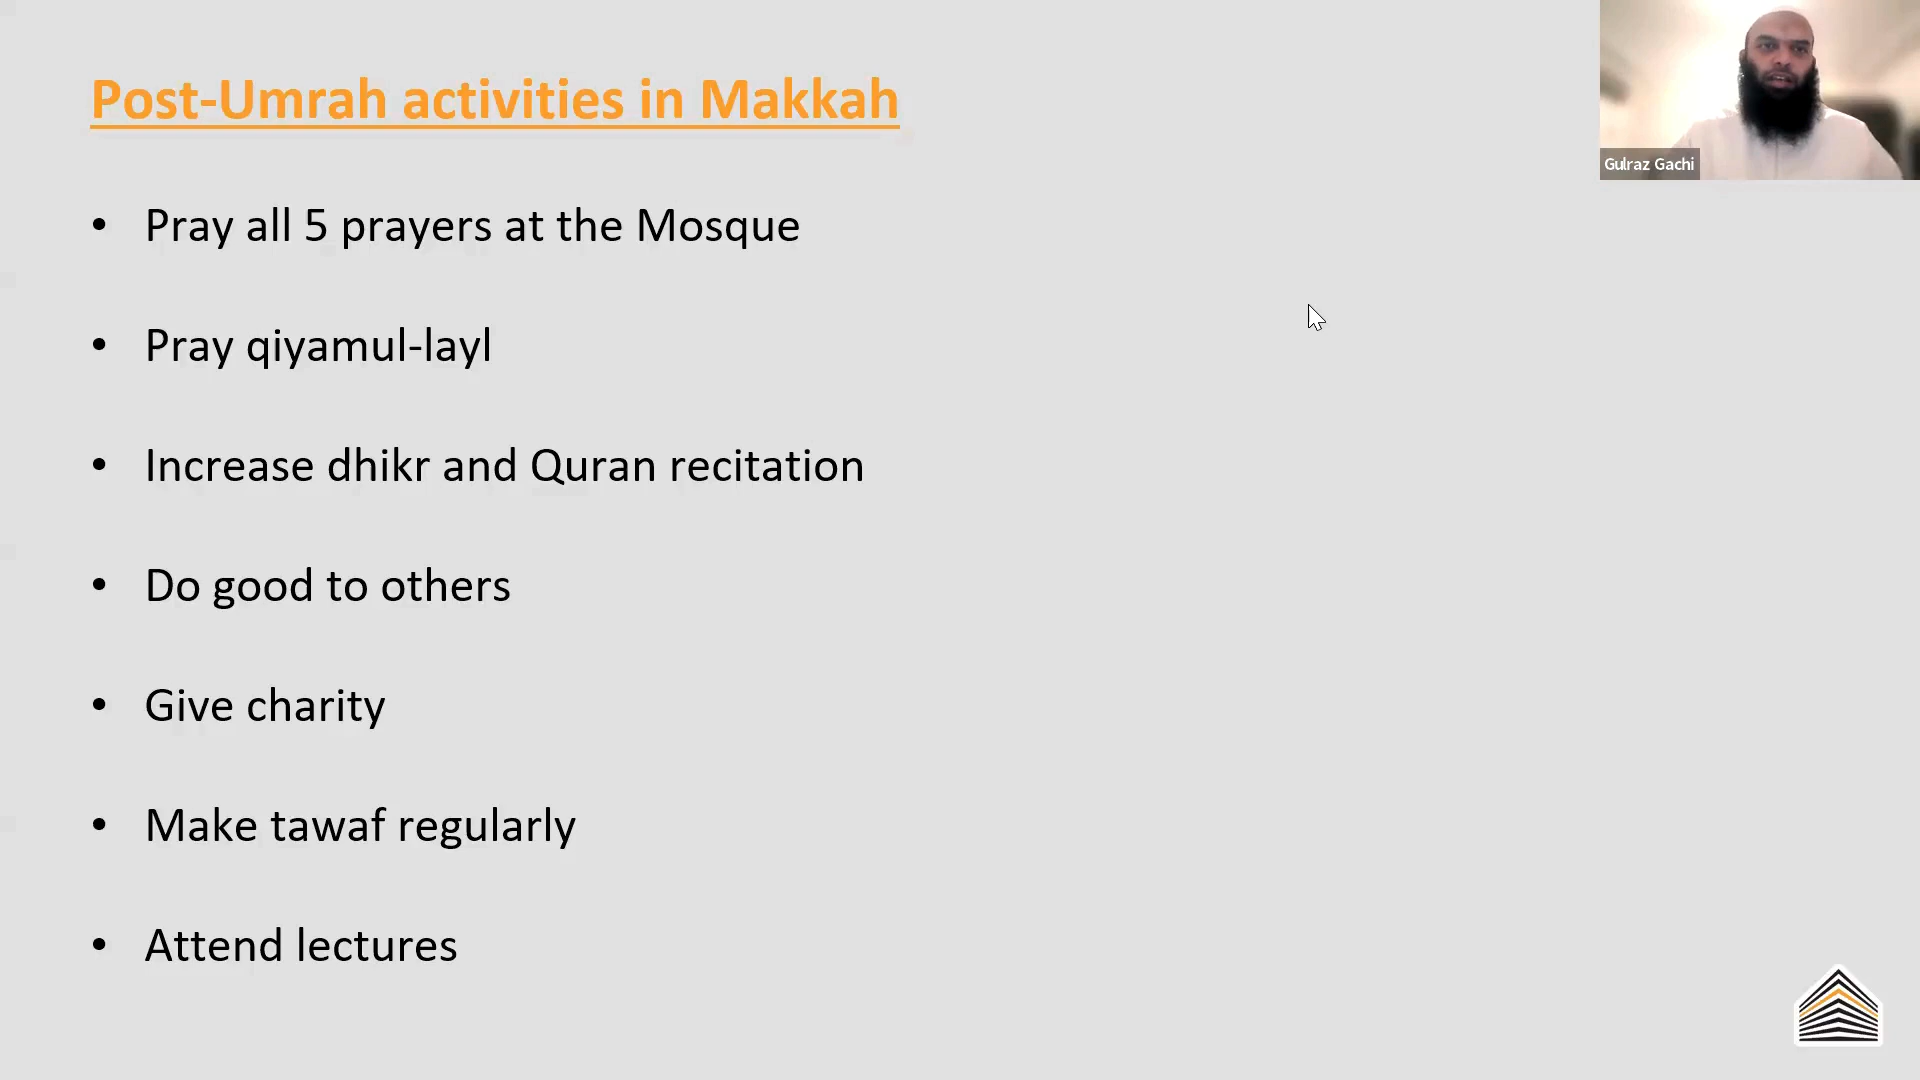 Post-Umrah activities in Makkah
Gulraz Gachi
• Pray all 5 prayers at the Mosque
• Pray qiyamul-layl
• Increase dhikr and Quran recitation
• Do good to others
• Give charity
• Make tawaf regularly
• Attend lectures